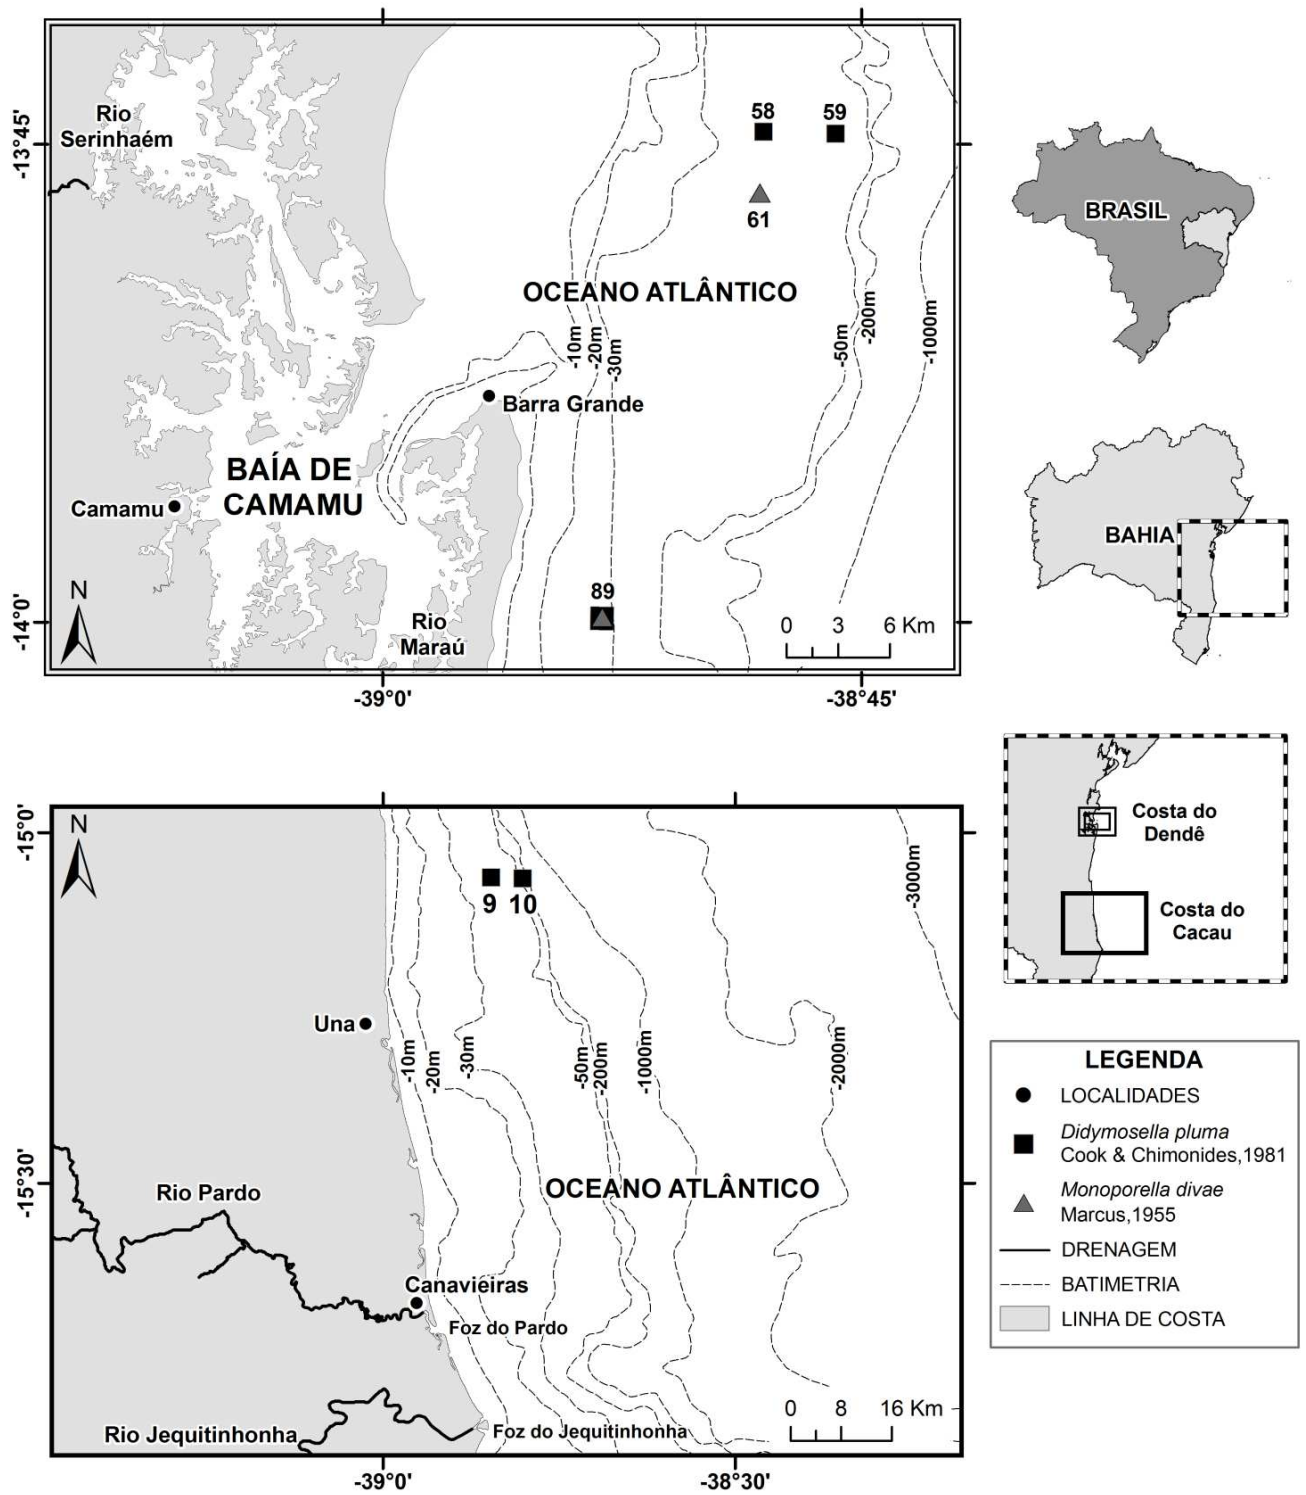 Rio
Serinhaém
-13°45'
58
59
61
OCEANO ATLÂNTICO
-10m
-20m
-30m
-50m
-200m
-1000m
Barra Grande
BAÍA DE
CAMAMU
Camamu
N
89
Rio
Maraú
0 3 6 Km
-14°0'
-39°0'
-38°45'
BRASIL
BAHIA
Costa do
Dendê
Costa do
Cacau
-15°0'
N
9 10
-3000m
Una
-10m
-20m
-30m
-50m
-200m
-1000m
-2000m
-15°30'
Rio Pardo
OCEANO ATLÂNTICO
Canavieiras
Foz do Pardo
0 8 16 Km
Rio Jequitinhonha
Foz do Jequitinhonha
-39°0'
-38°30'
LEGENDA
LOCALIDADES
Didymosella pluma
Cook & Chimonides,1981
Monoporella divae
Marcus,1955
DRENAGEM
BATIMETRIA
LINHA DE COSTA